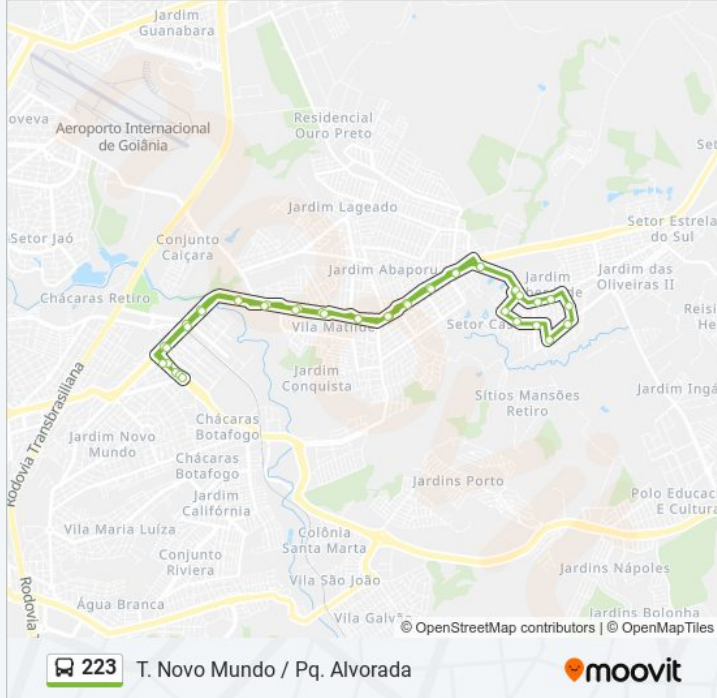 Jardim
Guanabara
oveva
Aeroporto Internacional
de Goiânia
Residencial
Ouro Preto
Set
Jardim Lageado
Setor Estrela
do Sul
Setor Jaó
Conjunto
Caiçara
Jardim Abaporu
Jardim
Jardim das
Oliveiras II
Chácaras Retiro
Vila Matilde
Setor Cas
Reisi
He
Jardim
Conquista
Sítios Mansões
Retiro
Jardim Ingá
Rodovia Transbrasiliana
Chácaras
Botafogo
Jardim Novo
Mundo
Chácaras
Botafogo
Jardins Porto
Jardim
Califórnia
Polo Educac
E Cultura
Vila Maria Luíza
Colônia
Santa Marta
Conjunto
Riviera
Vila São João
Jardins Nápoles
Rodovia T
Água Branca
Vila Galvão
Jardins Bolonha
© OpenStreetMap contributors | © OpenMapTiles
223 T. Novo Mundo / Pq. Alvorada
moovit